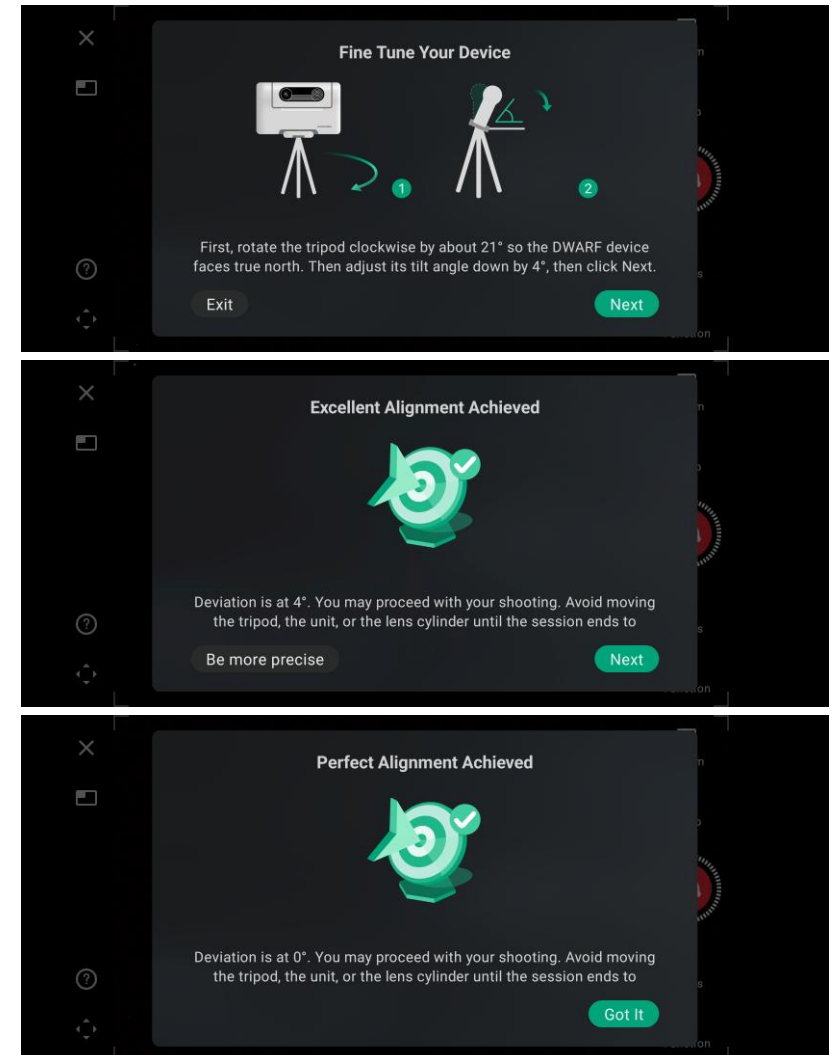 Fine Tune Your Device
1
2
First, rotate the tripod clockwise by about 21° so the DWARF device
faces true north. Then adjust its tilt angle down by 4°, then click Next.
Exit
Next
Excellent Alignment Achieved
Deviation is at 4°. You may proceed with your shooting. Avoid moving
the tripod, the unit, or the lens cylinder until the session ends to
Be more precise
Next
Perfect Alignment Achieved
Deviation is at 0°. You may proceed with your shooting. Avoid moving
the tripod, the unit, or the lens cylinder until the session ends to
Got It